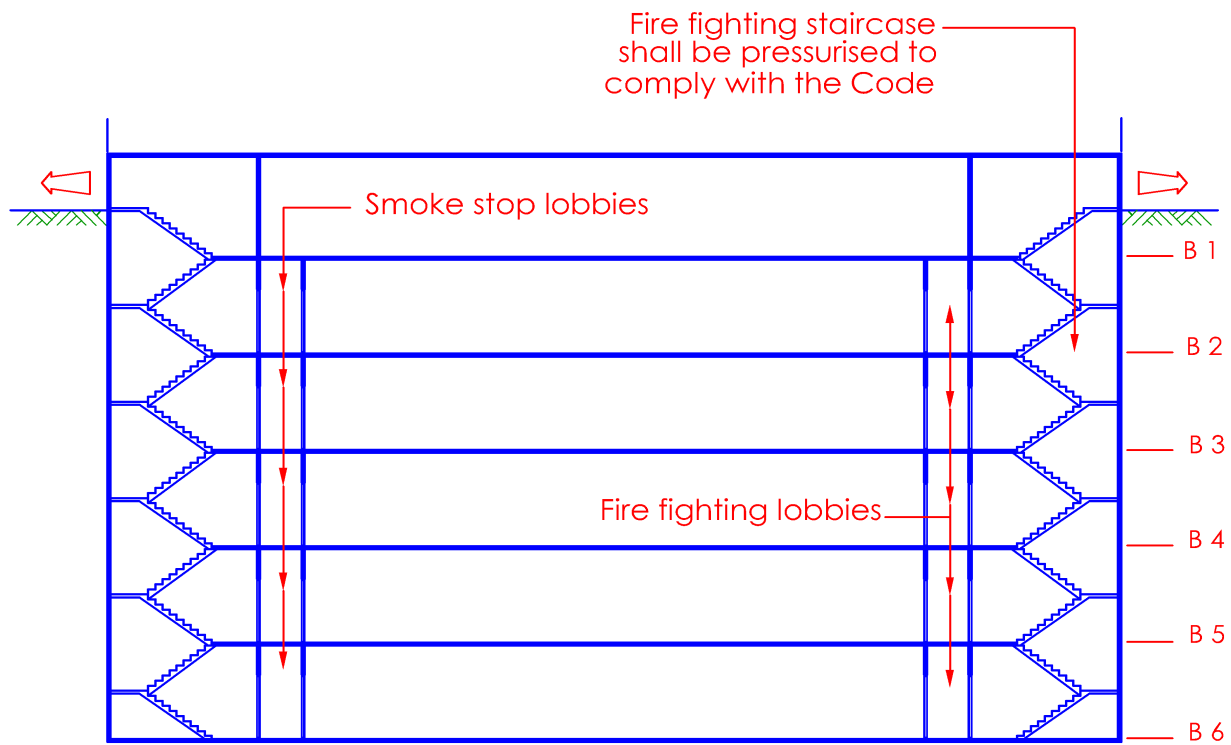 Fire fighting staircase
shall be pressurised to
comply with the Code
Smoke stop lobbies
B 1
B 2
B 3
Fire fighting lobbies
B 4
B 5
B 6